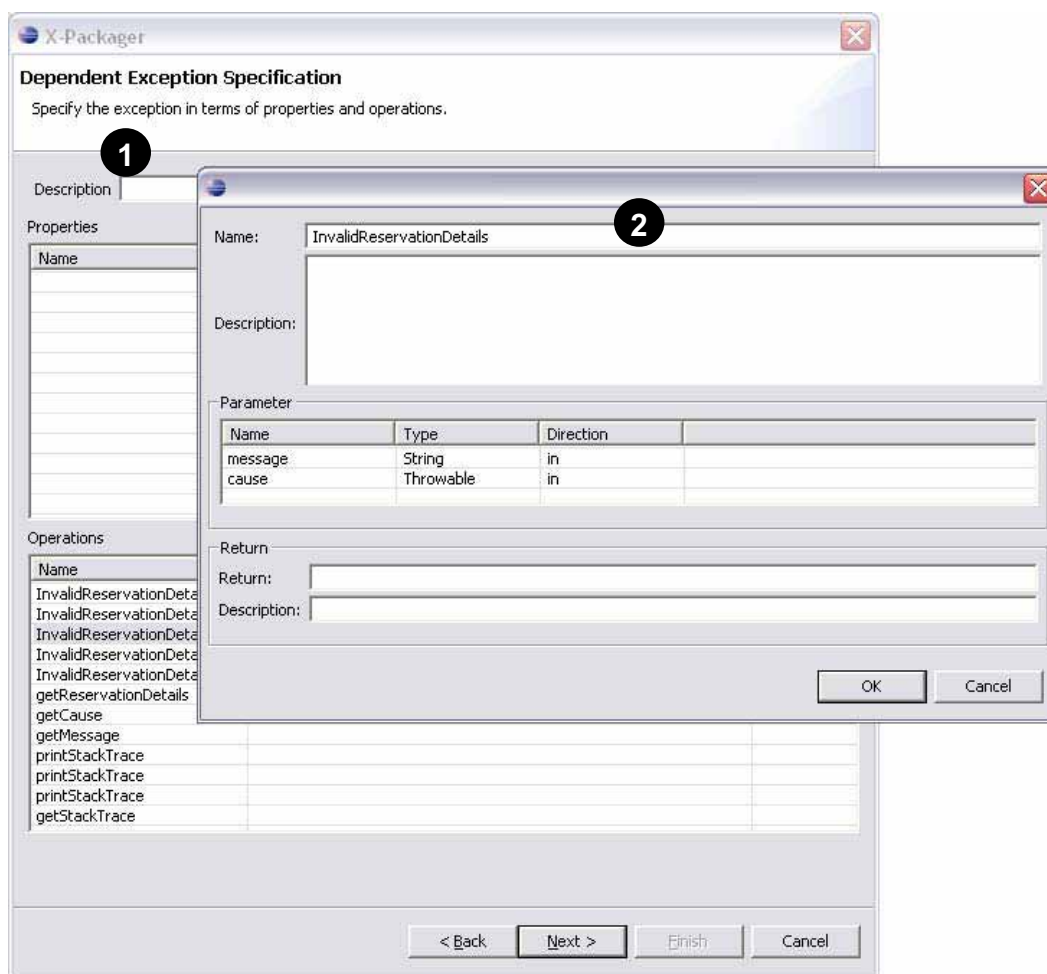 X-Packager
Dependent Exception Specification
Specify the exception in terms of properties and operations.
1
Description
Properties
Name
2
Name: InvalidReservationDetails
Description:
Parameter
Name Type Direction
message String in
cause Throwable in
Return
Return:
Description:
OK Cancel
Operations
Name
InvalidReservationDeta
InvalidReservationDeta
InvalidReservationDeta
InvalidReservationDeta
InvalidReservationDeta
getReservationDetails
getCause
getMessage
printStackTrace
printStackTrace
printStackTrace
getStackTrace
< Back Next > Finish Cancel